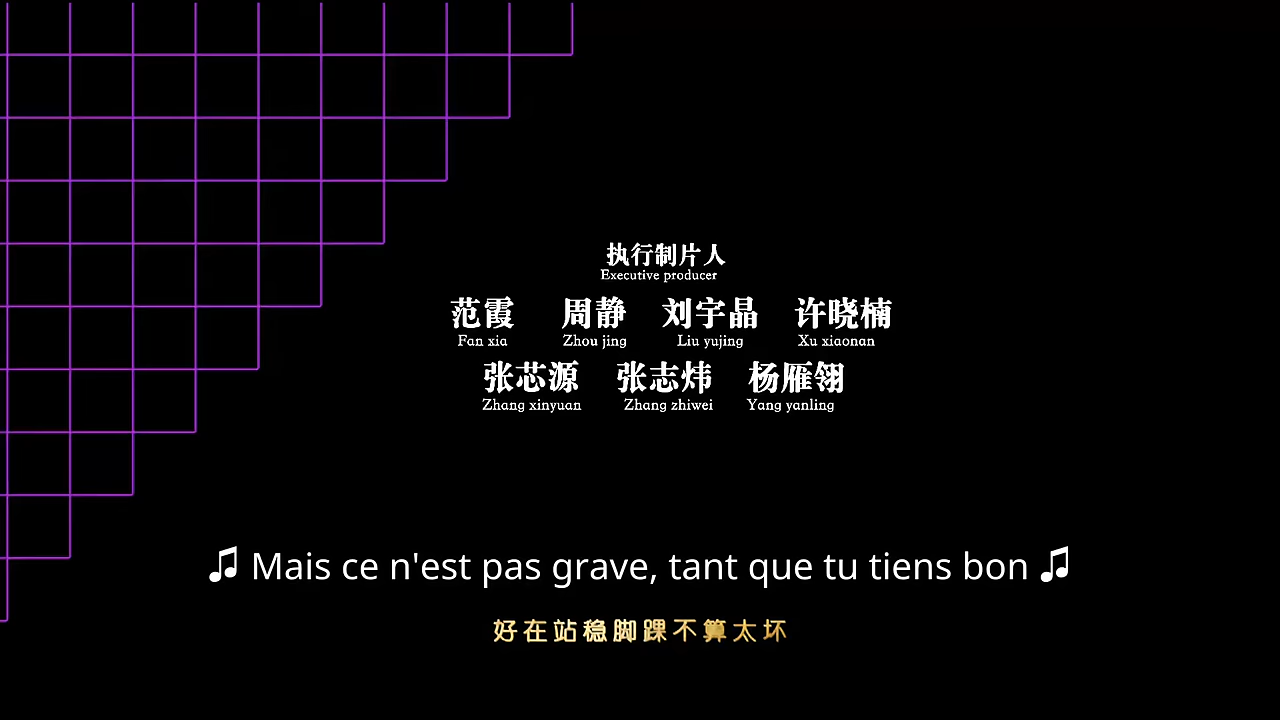 执行制片人
Executive producer
范霞 周静 刘宇晶 许晓楠
Fan xia Zhou jing Liu yujing Xu xiaonan
张芯源 张志炜 杨雁翎
Zhang xinyuan Zhang zhiwei Yang yanling
♫ Mais ce n'est pas grave, tant que tu tiens bon ♫
好在站稳脚踝不算太坏